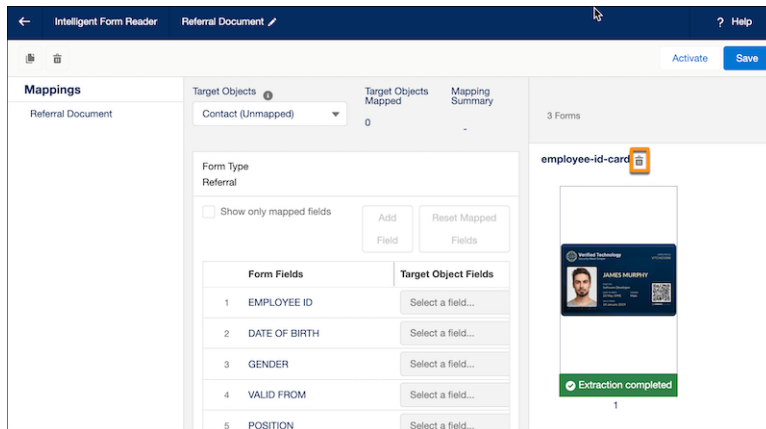 Intelligent Form Reader
Referral Document
? Help
Activate
Save
Mappings
Referral Document
Target Objects
Contact (Unmapped)
Target Objects
Mapped
0
Mapping
Summary
-
Form Type
Referral
Show only mapped fields
Add
Field
Reset Mapped
Fields
Form Fields
Target Object Fields
1 EMPLOYEE ID Select a field...
2 DATE OF BIRTH Select a field...
3 GENDER Select a field...
4 VALID FROM Select a field...
5 POSITION Select a field...
3 Forms
employee-id-card
Verified Technology
JAMES MURPHY
Extraction completed
1